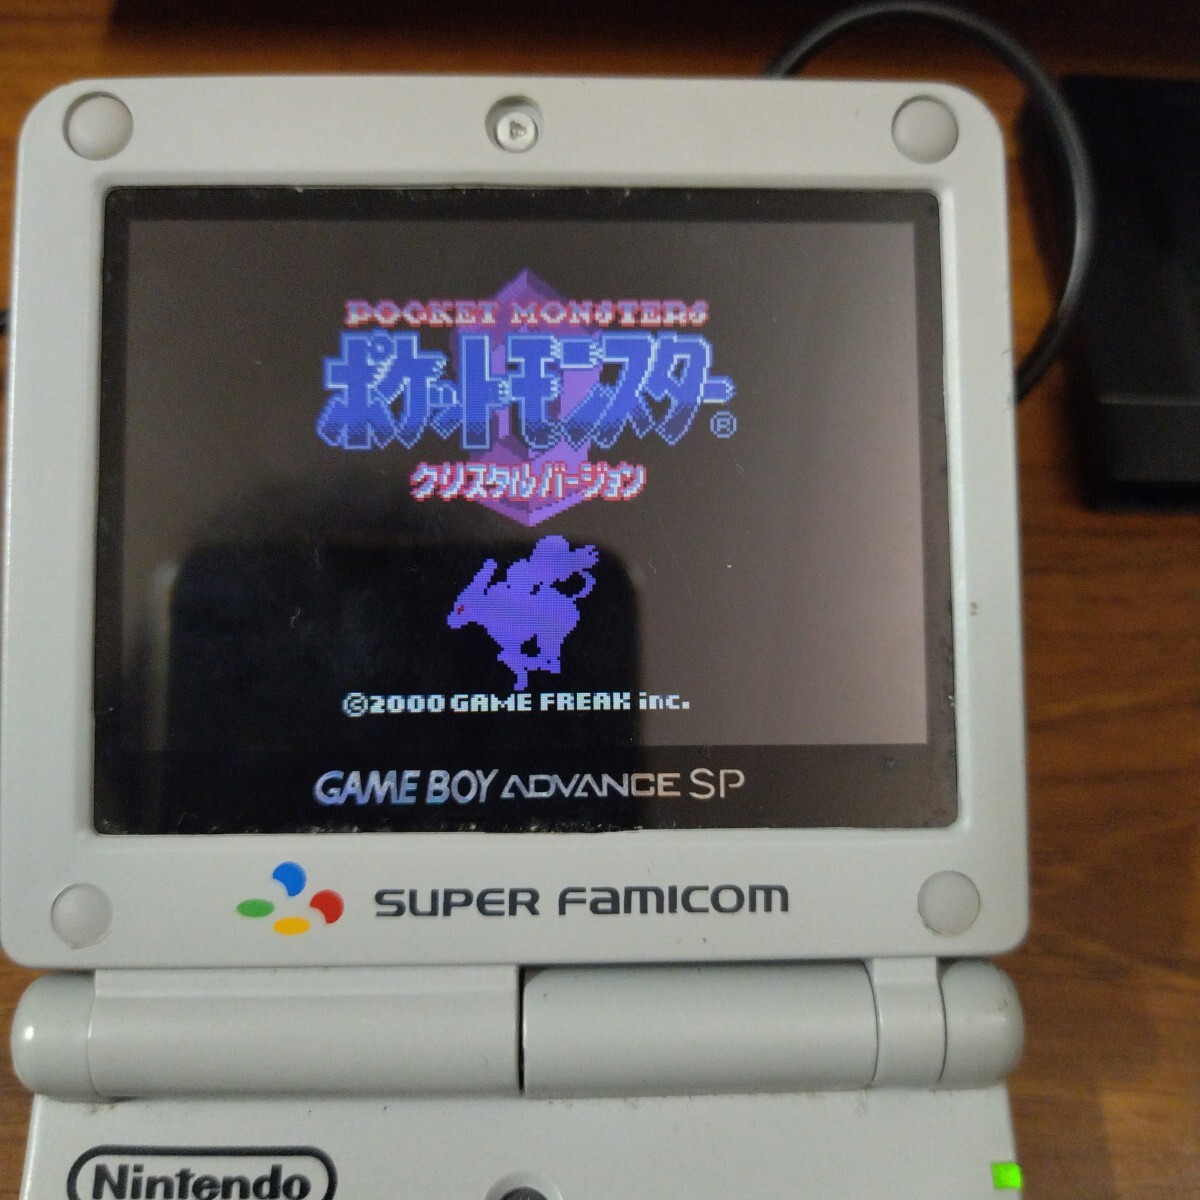 POCKET MONSTERS
ポケットモンスター®
クリスタルバージョン
©2000 GAME FREAK inc.
GAME BOY ADVANCE SP
SUPER FAMICOM
Nintendo